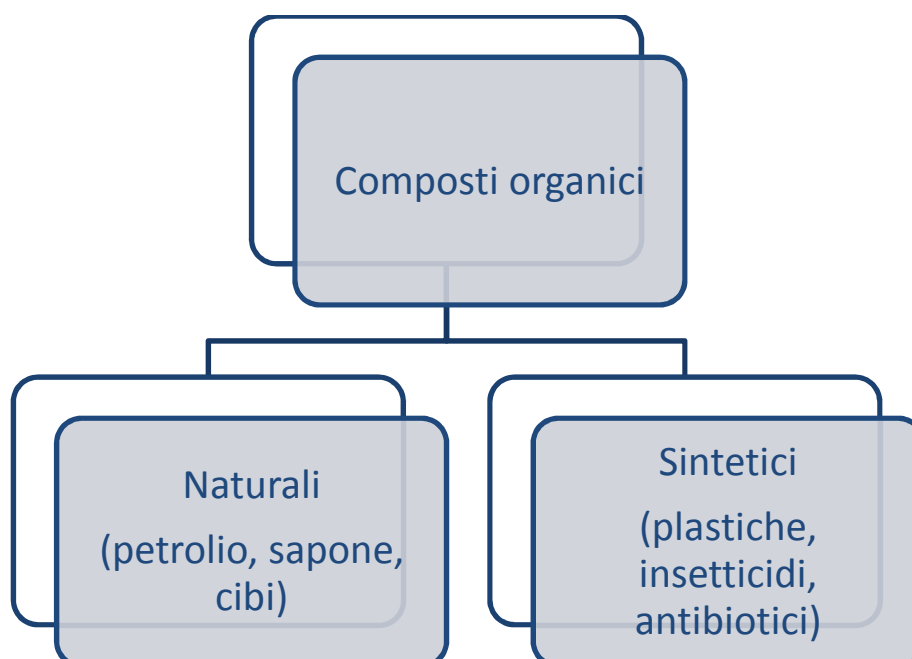 Composti organici
Naturali
(petrolio, sapone,
cibi)
Sintetici
(plastiche,
insetticidi,
antibiotici)